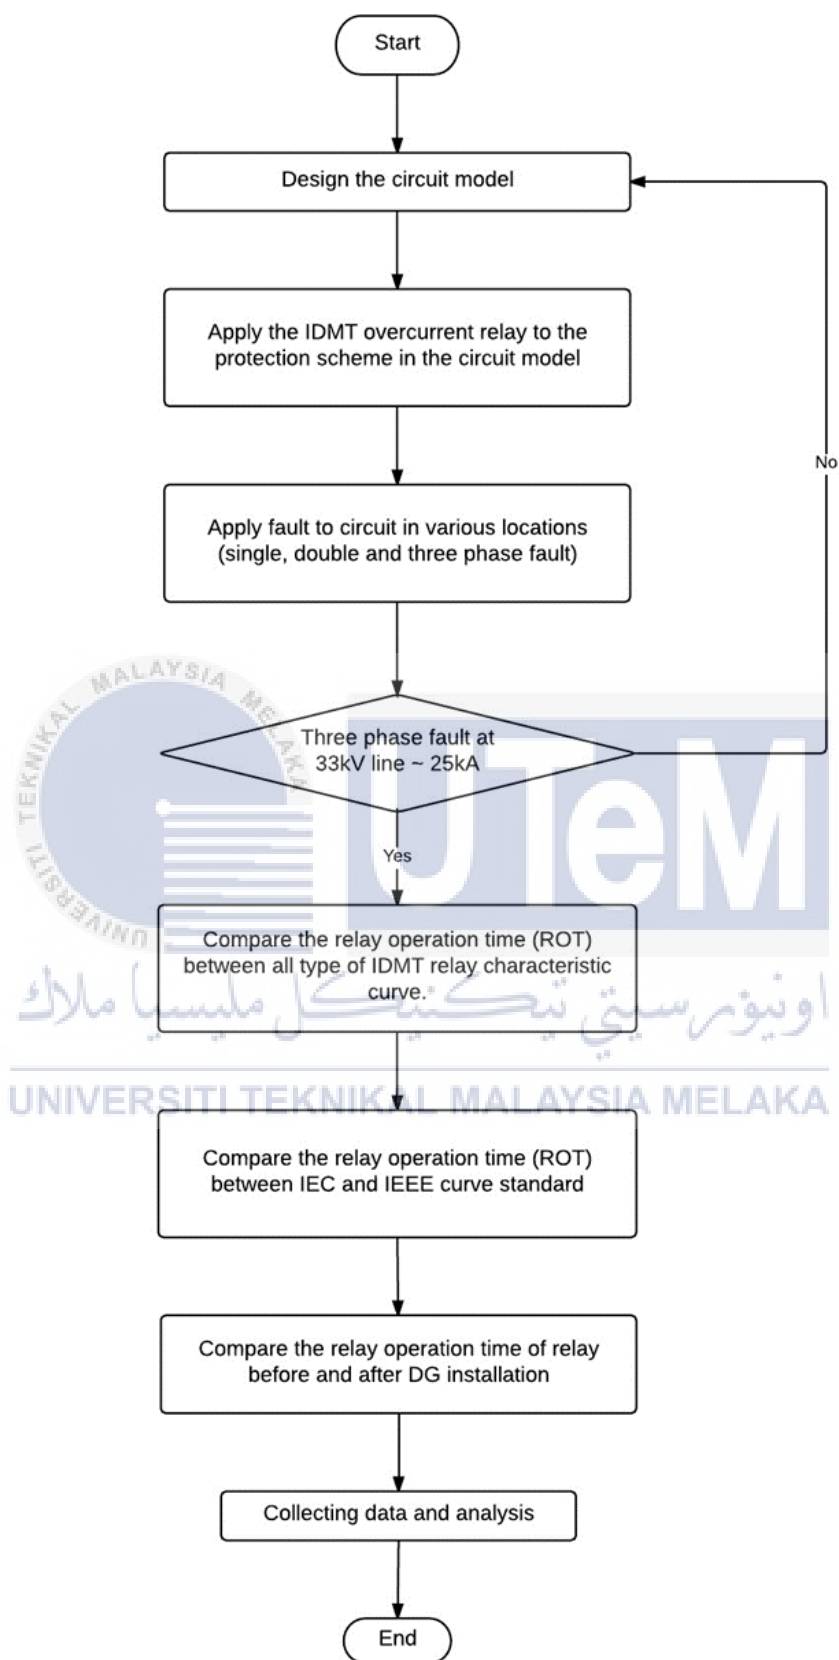 Start
Design the circuit model
No
Apply the IDMT overcurrent relay to the
protection scheme in the circuit model
Apply fault to circuit in various locations
(single, double and three phase fault)
Three phase fault at
33kV line ~ 25kA
Yes
UNIVERSITI TEKNIKAL MALAYSIA MELAKA
UTeM
Compare the relay operation time (ROT)
between all type of IDMT relay characteristic
curve.
اونيۏرسيتي تيكنيكل مليسيا ملاك
UNIVERSITI TEKNIKAL MALAYSIA MELAKA
Compare the relay operation time (ROT)
between IEC and IEEE curve standard
Compare the relay operation time of relay
before and after DG installation
Collecting data and analysis
End